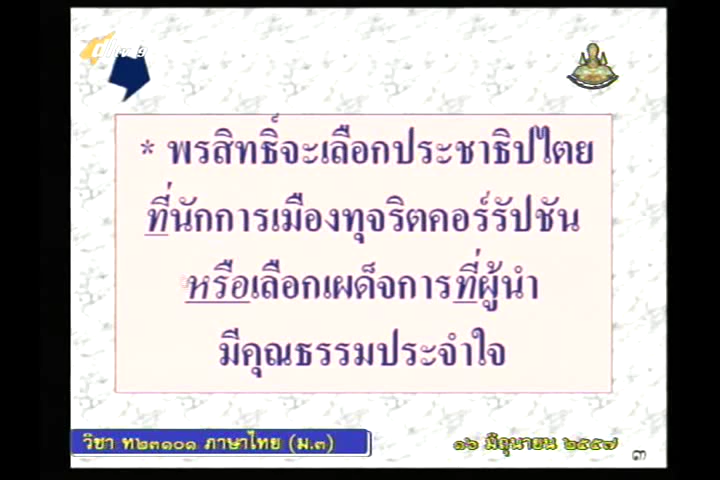 * พรสิทธิ์จะเลือกประชาธิปไตย
ที่นักการเมืองทุจริตคอร์รัปชัน
หรือเลือกเผด็จการที่ผู้นำ
มีคุณธรรมประจำใจ
วิชา ท๒๓๑๐๑ ภาษาไทย (ม.๓)
๑๖ มิถุนายน ๒๕๕๗
๓